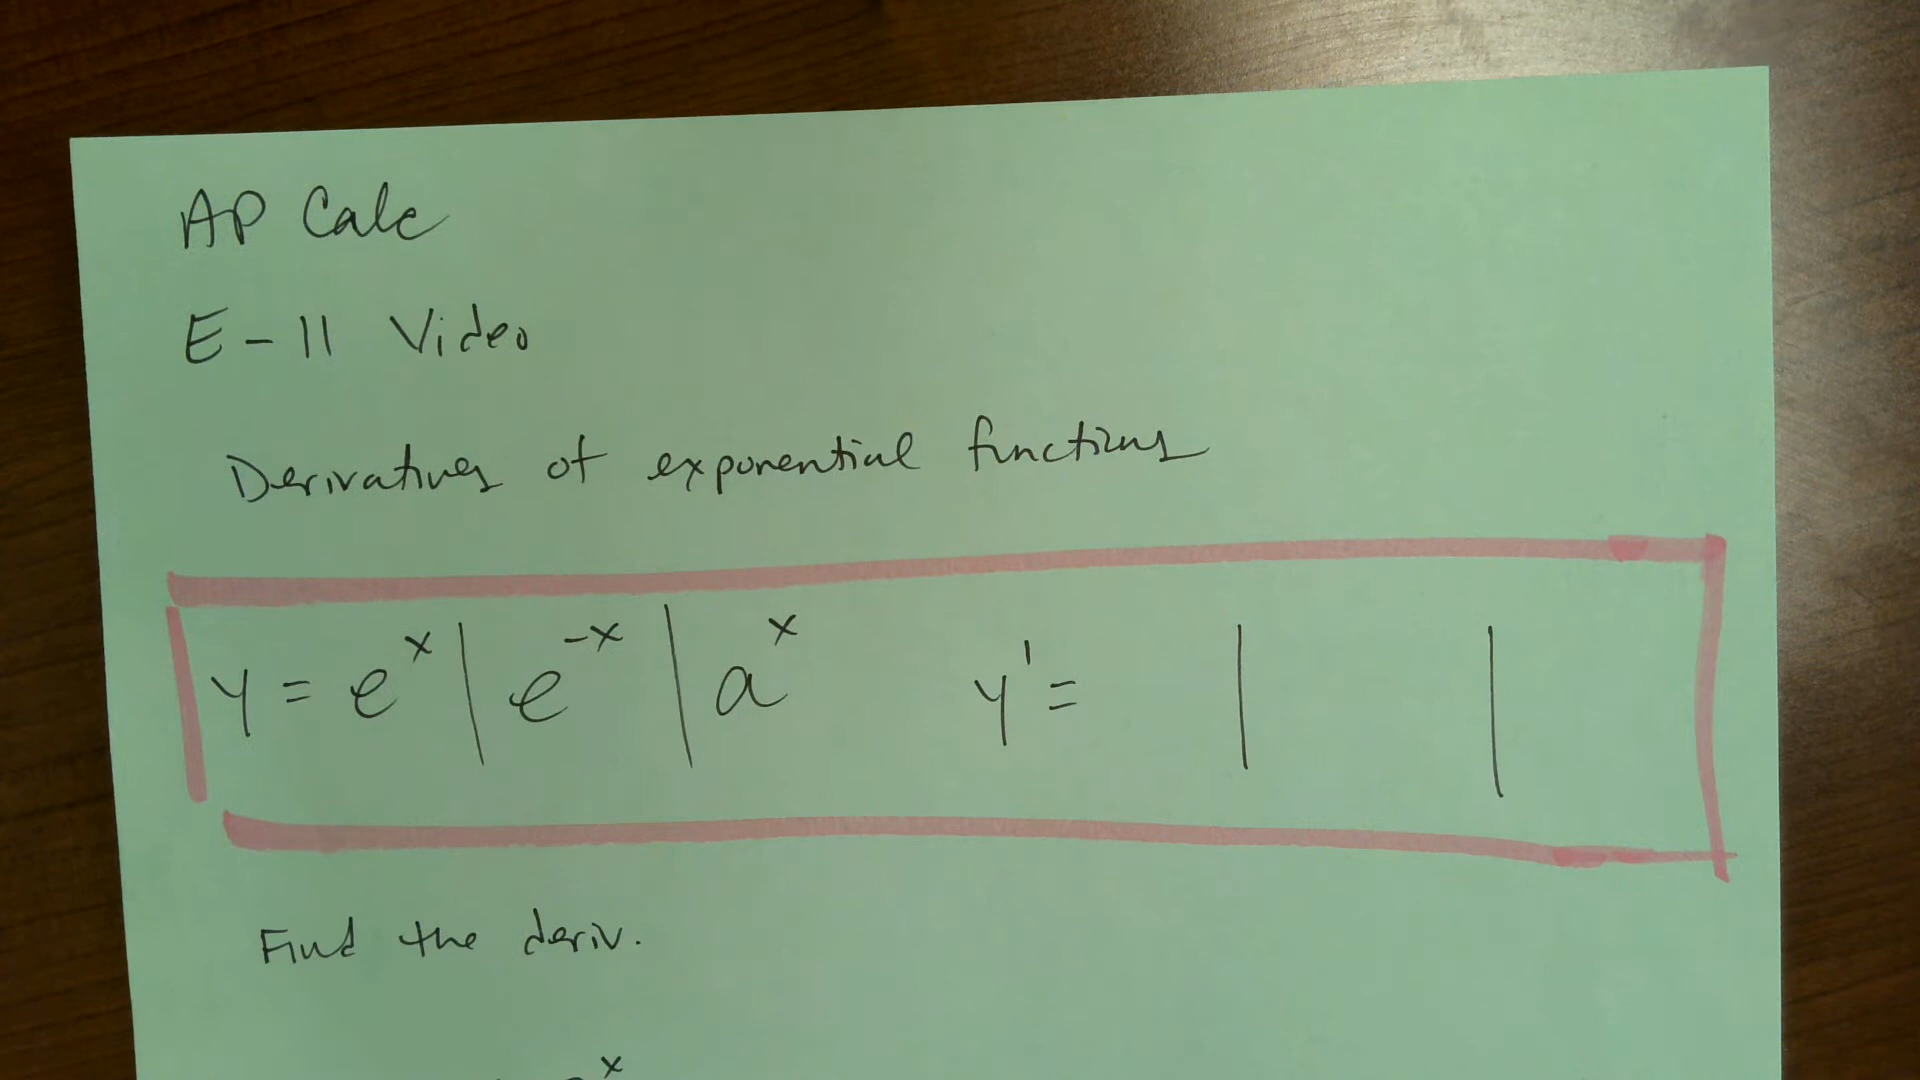 AP Calc
E-11 Video
Derivatives of exponential functions
y = e^x | e^-x | a^x y' = | |
Find the deriv.
x